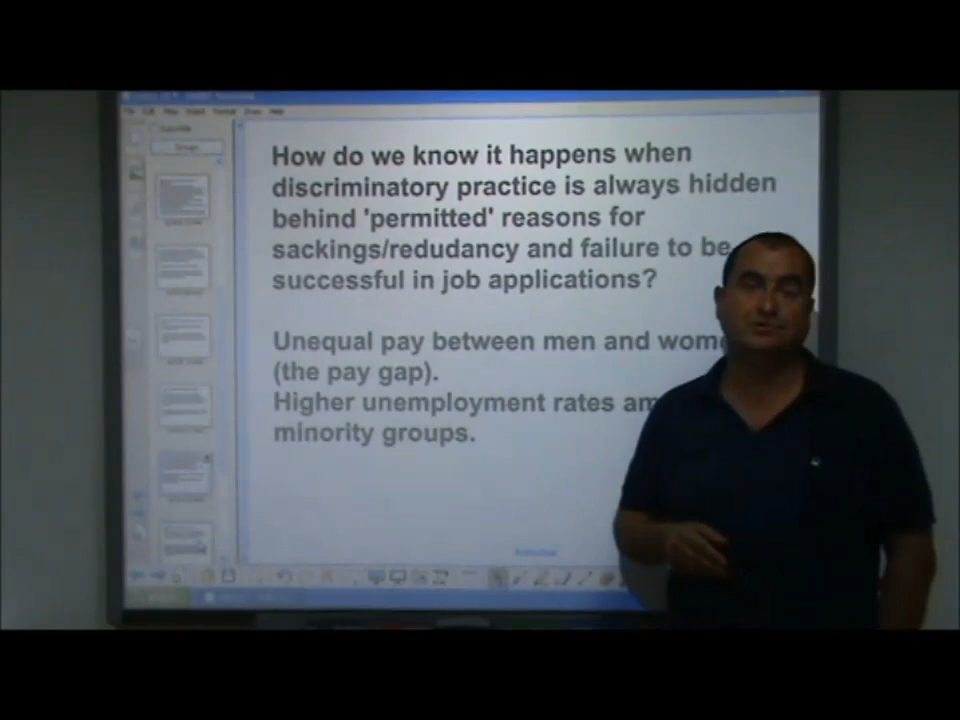 How do we know it happens when
discriminatory practice is always hidden
behind 'permitted' reasons for
sackings/redudancy and failure to be
successful in job applications?
Unequal pay between men and
(the pay gap).
Higher unemployment rates
minority groups.